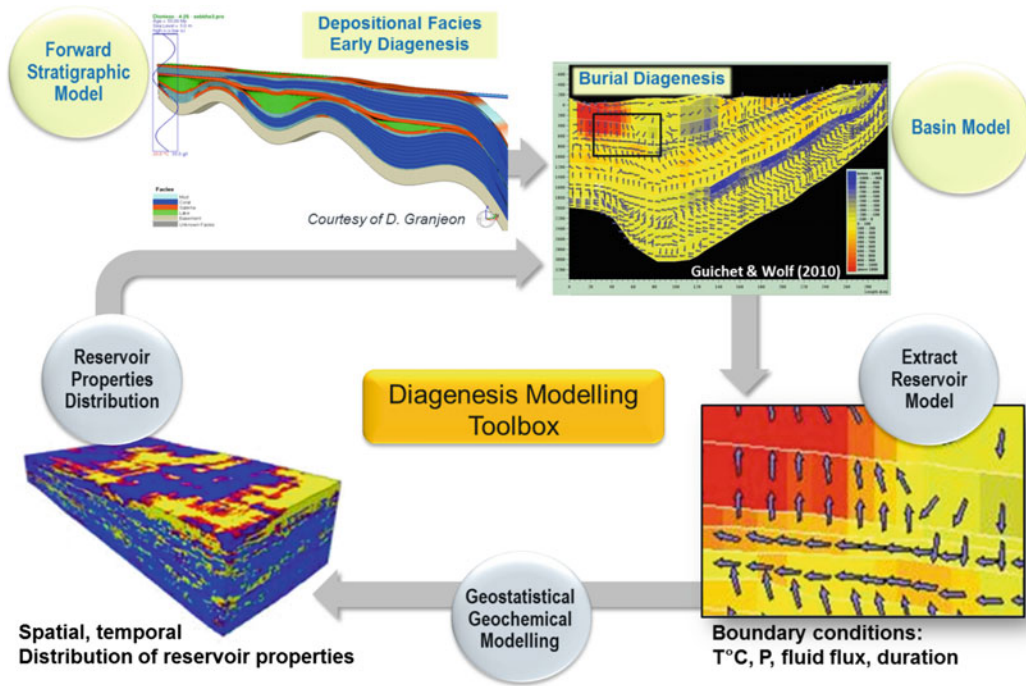 Forward
Stratigraphic
Model
Depositional Facies
Early Diagenesis
Facies
Courtesy of D. Granjeon
Burial Diagenesis
Guichet & Wolf (2010)
Basin Model
Reservoir
Properties
Distribution
Diagenesis Modelling
Toolbox
Extract
Reservoir
Model
Geostatistical
Geochemical
Modelling
Spatial, temporal
Distribution of reservoir properties
Boundary conditions:
T°C, P, fluid flux, duration